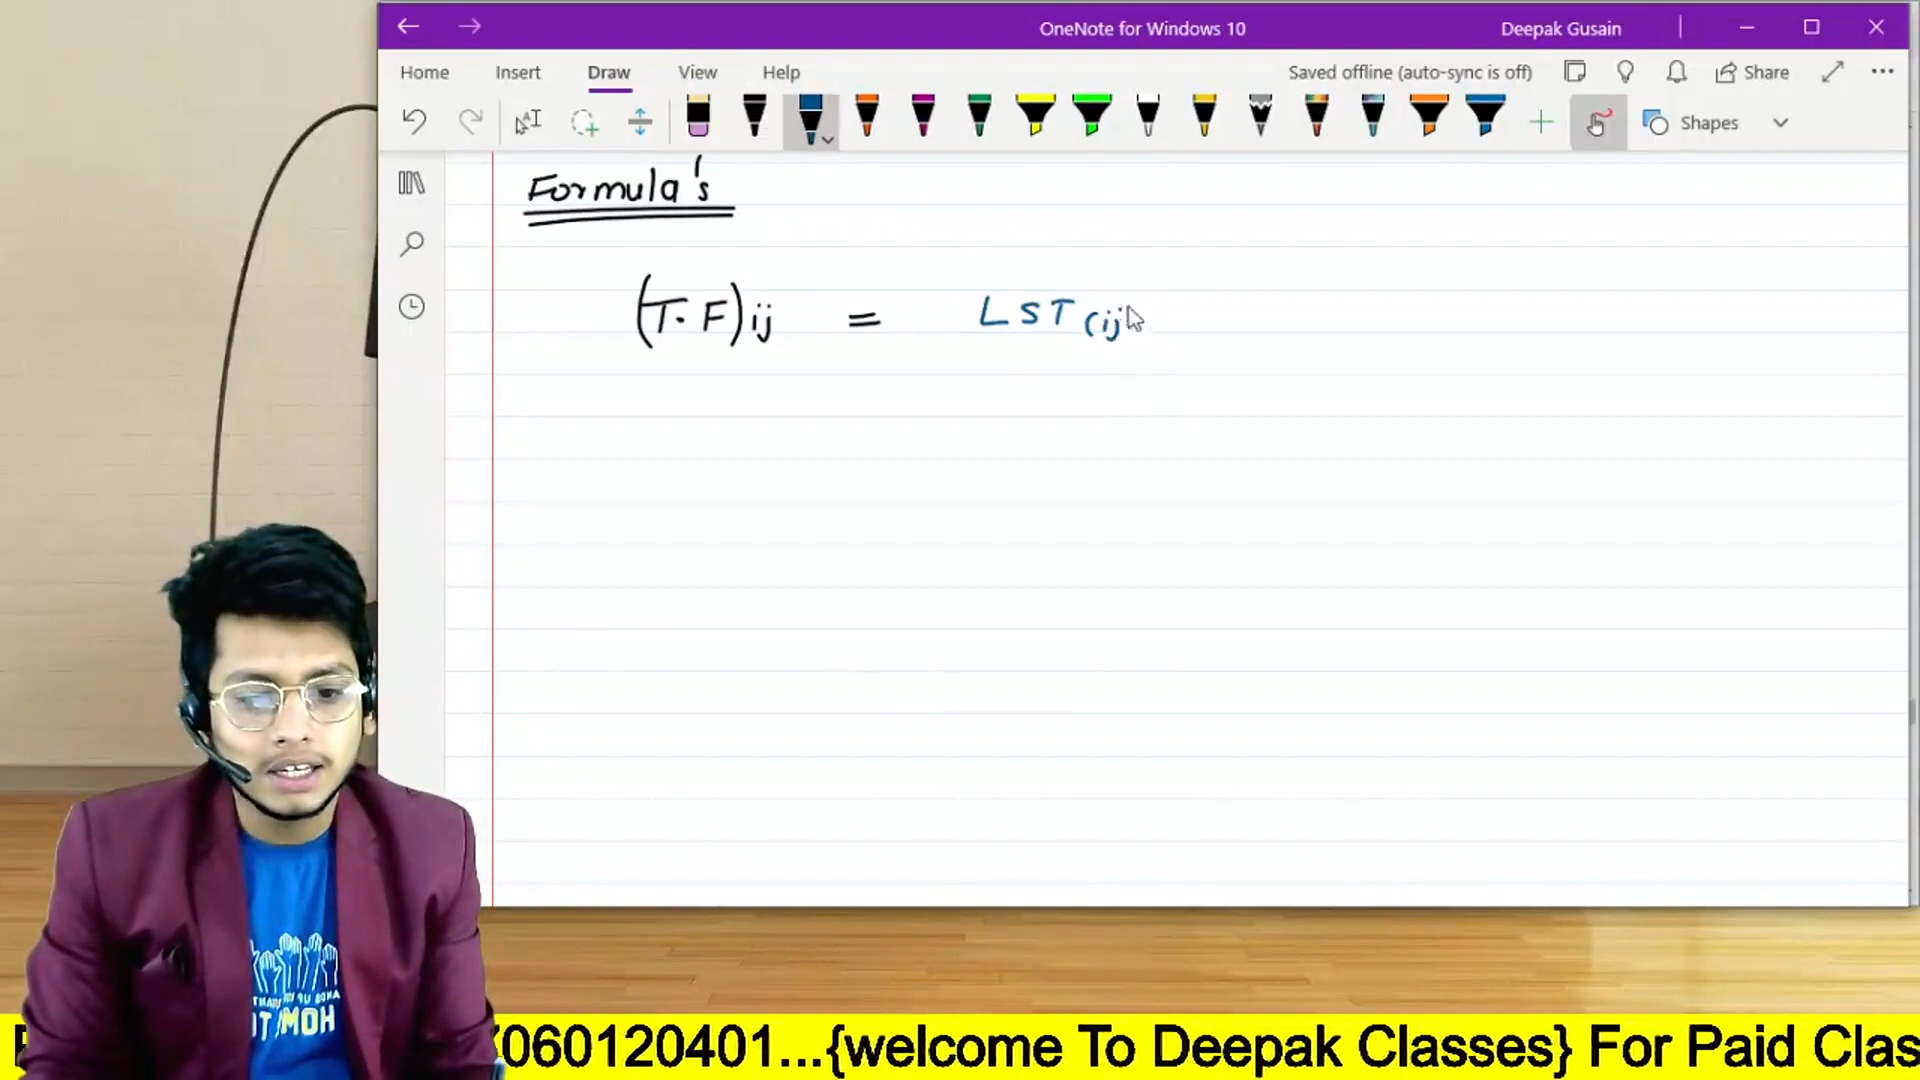 OneNote for Windows 10
Deepak Gusain
Home Insert Draw View Help
Saved offline (auto-sync is off)
Share
Shapes
Formula's
(T.F)ij = LST(ij
060120401...{welcome To Deepak Classes} For Paid Clas